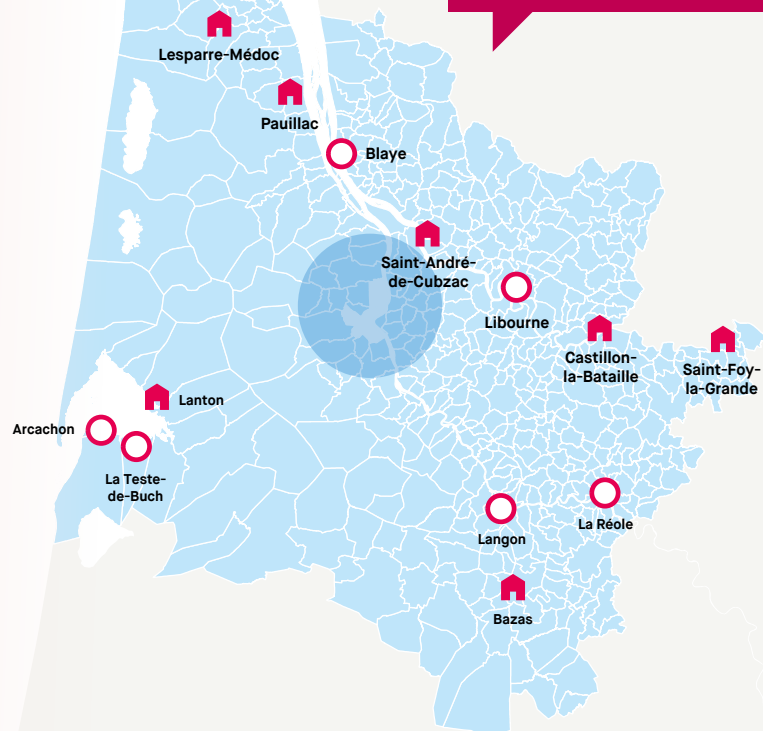 Lesparre-Médoc
Pauillac
Blaye
Saint-André-
de-Cubzac
Libourne
Castillon-
la-Bataille
Saint-Foy-
la-Grande
Lanton
Arcachon
La Teste-
de-Buch
La Réole
Langon
Bazas